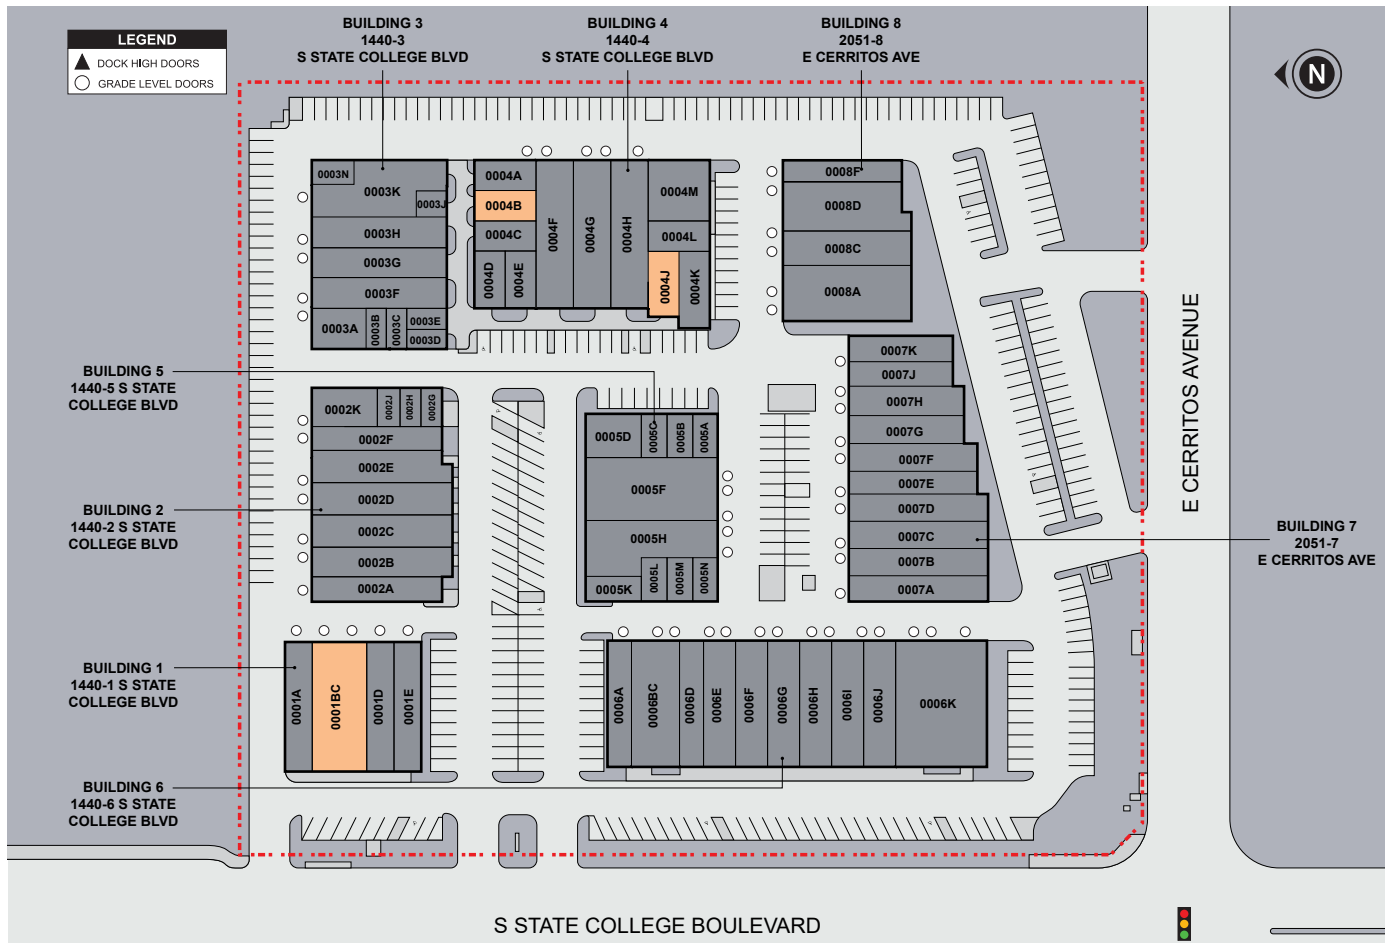 LEGEND
DOCK HIGH DOORS
GRADE LEVEL DOORS
BUILDING 3
1440-3
S STATE COLLEGE BLVD
BUILDING 4
1440-4
S STATE COLLEGE BLVD
BUILDING 8
2051-8
E CERRITOS AVE
N
0003N
0003K
0003J
0003H
0003G
0003F
0003A
0003B
0003C
0003E
0003D
0004A
0004B
0004C
0004D
0004E
0004F
0004G
0004H
0004M
0004L
0004J
0004K
0008F
0008D
0008C
0008A
BUILDING 5
1440-5 S STATE
COLLEGE BLVD
0002K
0002J
0002H
0002G
0002F
0002E
0002D
0002C
0002B
0002A
0005D
0005C
0005B
0005A
0005F
0005H
0005K
0005L
0005M
0005N
0007K
0007J
0007H
0007G
0007F
0007E
0007D
0007C
0007B
0007A
E CERRITOS AVENUE
BUILDING 2
1440-2 S STATE
COLLEGE BLVD
BUILDING 7
2051-7
E CERRITOS AVE
BUILDING 1
1440-1 S STATE
COLLEGE BLVD
0001A
0001BC
0001D
0001E
0006A
0006BC
0006D
0006E
0006F
0006G
0006H
0006I
0006J
0006K
BUILDING 6
1440-6 S STATE
COLLEGE BLVD
S STATE COLLEGE BOULEVARD